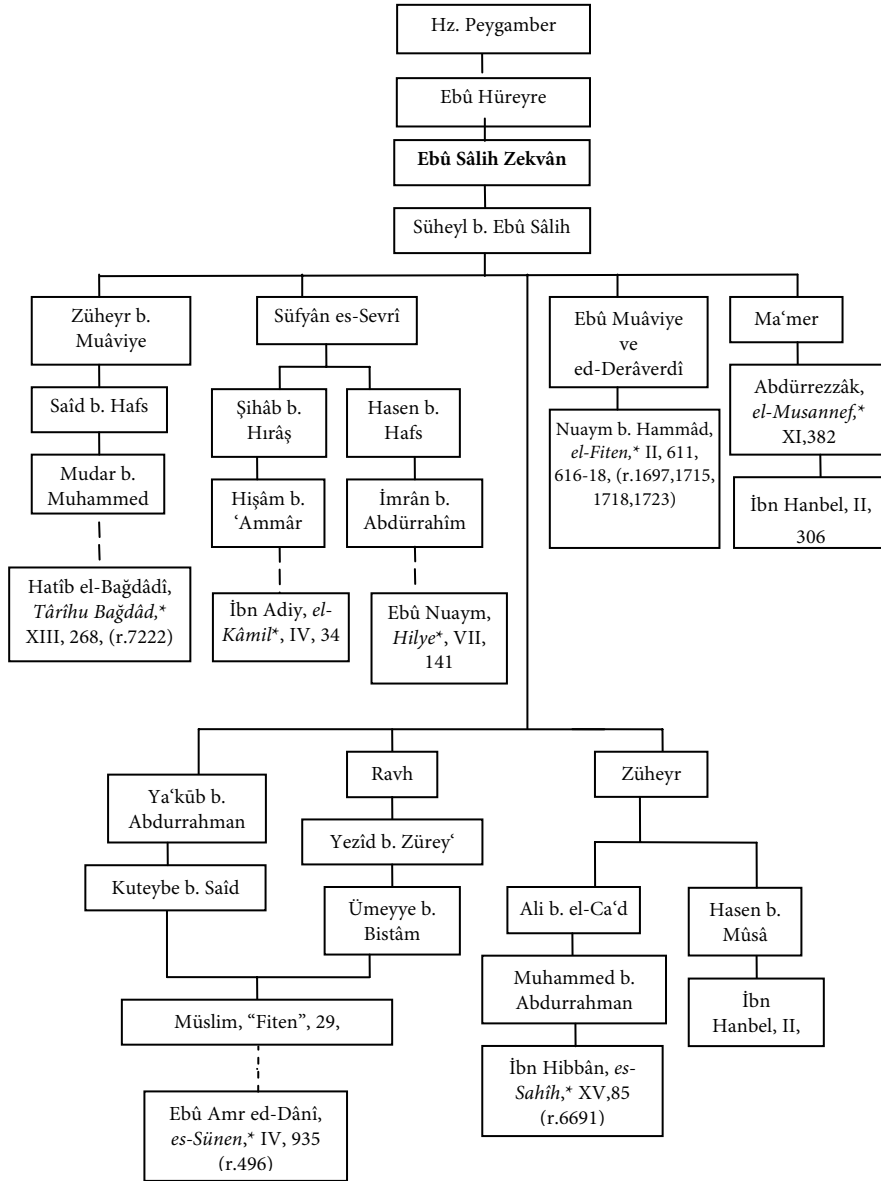 Hz. Peygamber
Ebû Hüreyre
Ebû Sâlih Zekvân
Süheyl b. Ebû Sâlih
Züheyr b.
Muâviye
Saîd b. Hafs
Mudar b.
Muhammed
Hatîb el-Bağdâdî,
Târîhu Bağdâd,*
XIII, 268, (r.7222)
Süfyân es-Sevrî
Şihâb b.
Hırâş
Hişâm b.
‘Ammâr
İbn Adiy, el-
Kâmil*, IV, 34
Hasen b.
Hafs
İmrân b.
Abdürrahîm
Ebû Nuaym,
Hilye*, VII,
141
Ebû Muâviye
ve
ed-Derâverdî
Nuaym b. Hammâd,
el-Fiten,* II, 611,
616-18, (r.1697,1715,
1718,1723)
Ma‘mer
Abdürrezzâk,
el-Musannef,*
XI,382
İbn Hanbel, II,
306
Ya‘kūb b.
Abdurrahman
Kuteybe b. Saîd
Ravh
Yezîd b. Zürey‘
Ümeyye b.
Bistâm
Müslim, “Fiten”, 29,
Ebû Amr ed-Dânî,
es-Sünen,* IV, 935
(r.496)
Züheyr
Ali b. el-Ca‘d
Muhammed b.
Abdurrahman
İbn Hibbân, es-
Sahîh,* XV,85
(r.6691)
Hasen b.
Mûsâ
İbn
Hanbel, II,